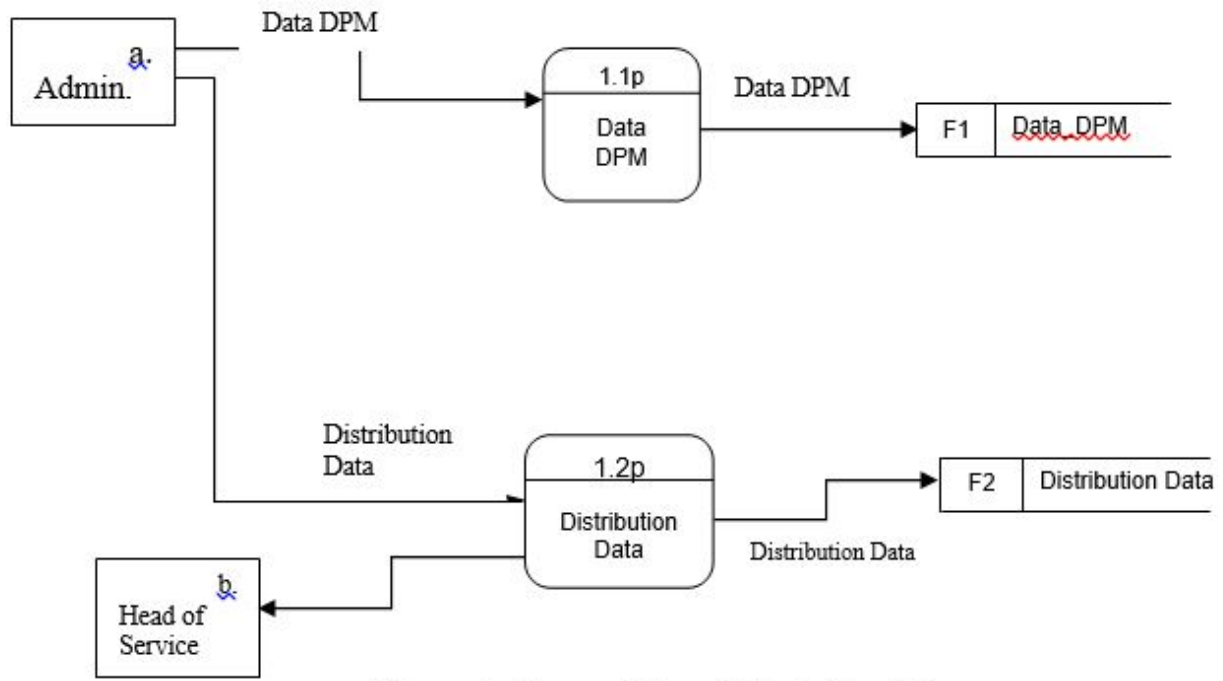 Data DPM
a.
Admin.
1.1p
Data
DPM
Data DPM
F1
Data_DPM
Distribution
Data
1.2p
Distribution
Data
Distribution Data
F2
Distribution Data
b.
Head of
Service